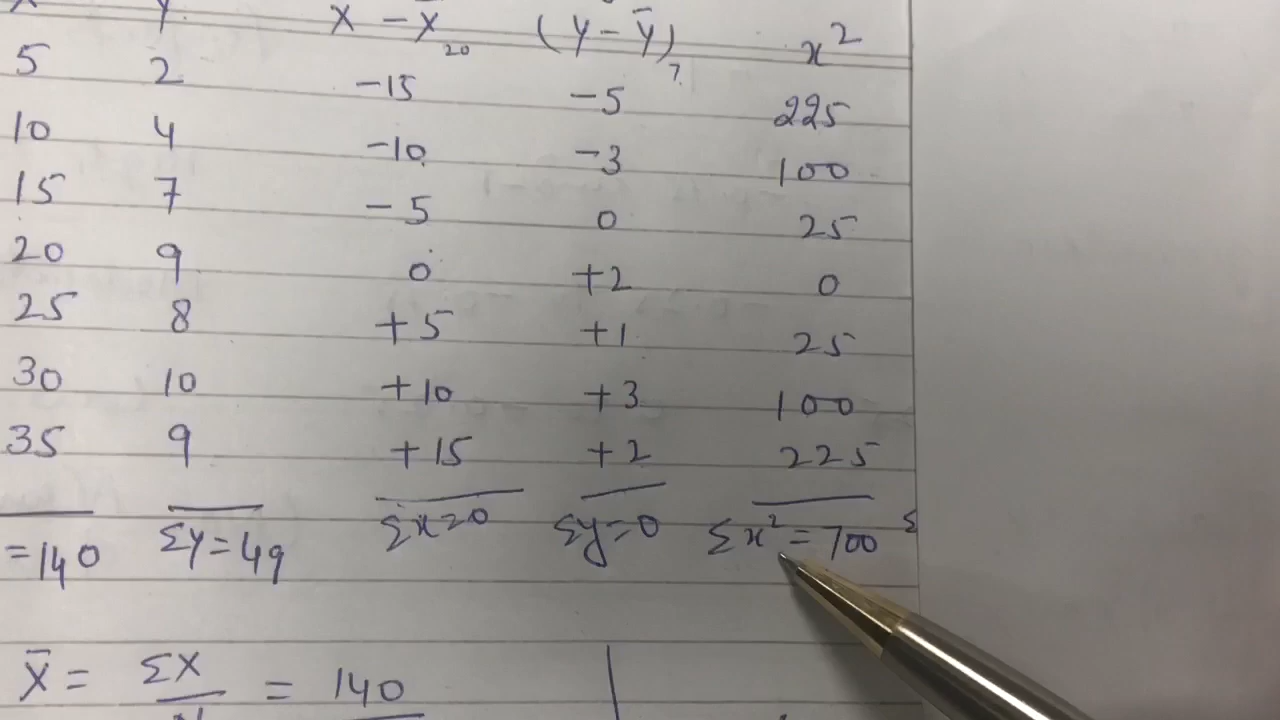 X Y X - X̄ 20 (Y - Ȳ) 7 x²
5 2 -15 -5 225
10 4 -10 -3 100
15 7 -5 0 25
20 9 0 +2 0
25 8 +5 +1 25
30 10 +10 +3 100
35 9 +15 +2 225
=140 ΣY=49 Σx=0 Σy=0 Σx²=700 Σ
X̄ = ΣX = 140